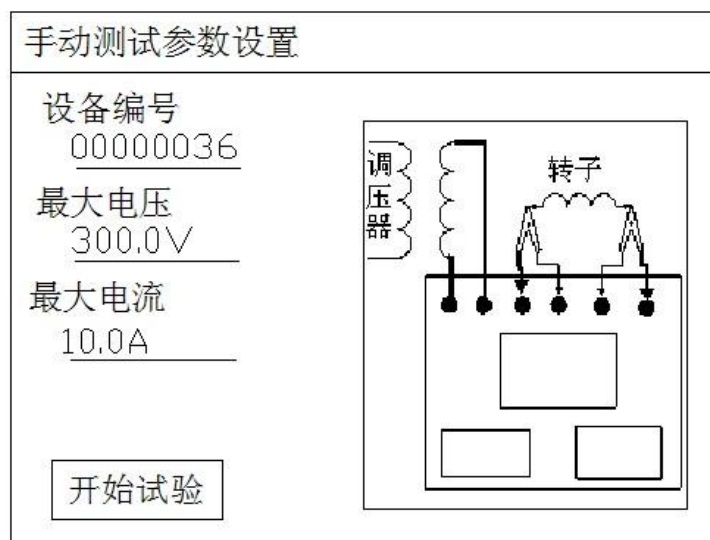 手动测试参数设置
设备编号
00000036
最大电压
300.0V
最大电流
10.0A
开始试验
调压器
转子